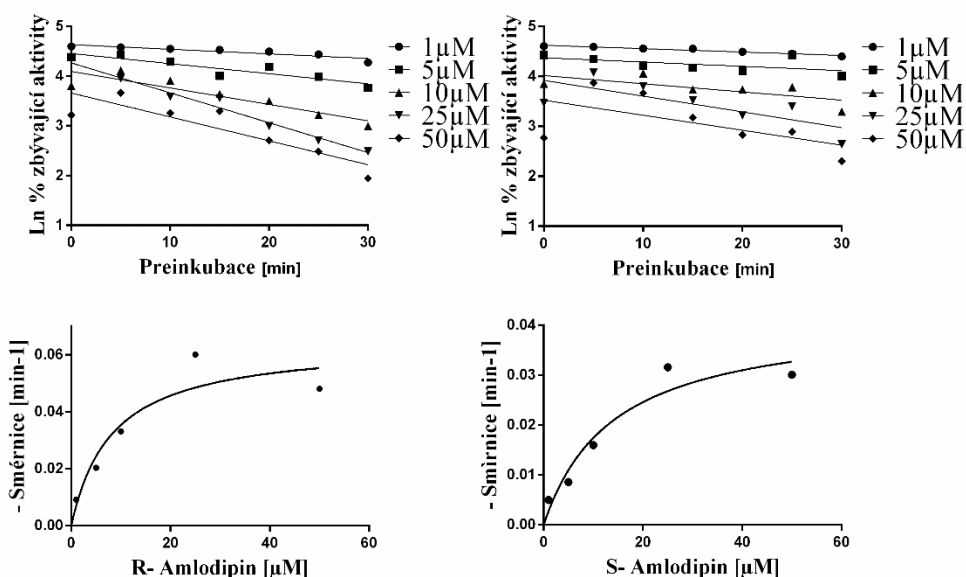 Ln % zbývající aktivity
5
4
3
2
1
0 10 20 30
Preinkubace [min]
1µM
5µM
10µM
25µM
50µM
Ln % zbývající aktivity
5
4
3
2
1
0 10 20 30
Preinkubace [min]
1µM
5µM
10µM
25µM
50µM
- Smérnice [min-1]
0.06
0.04
0.02
0.00
0 20 40 60
R- Amlodipin [µM]
- Smìrnice [min-1]
0.04
0.03
0.02
0.01
0.00
0 20 40 60
S- Amlodipin [µM]